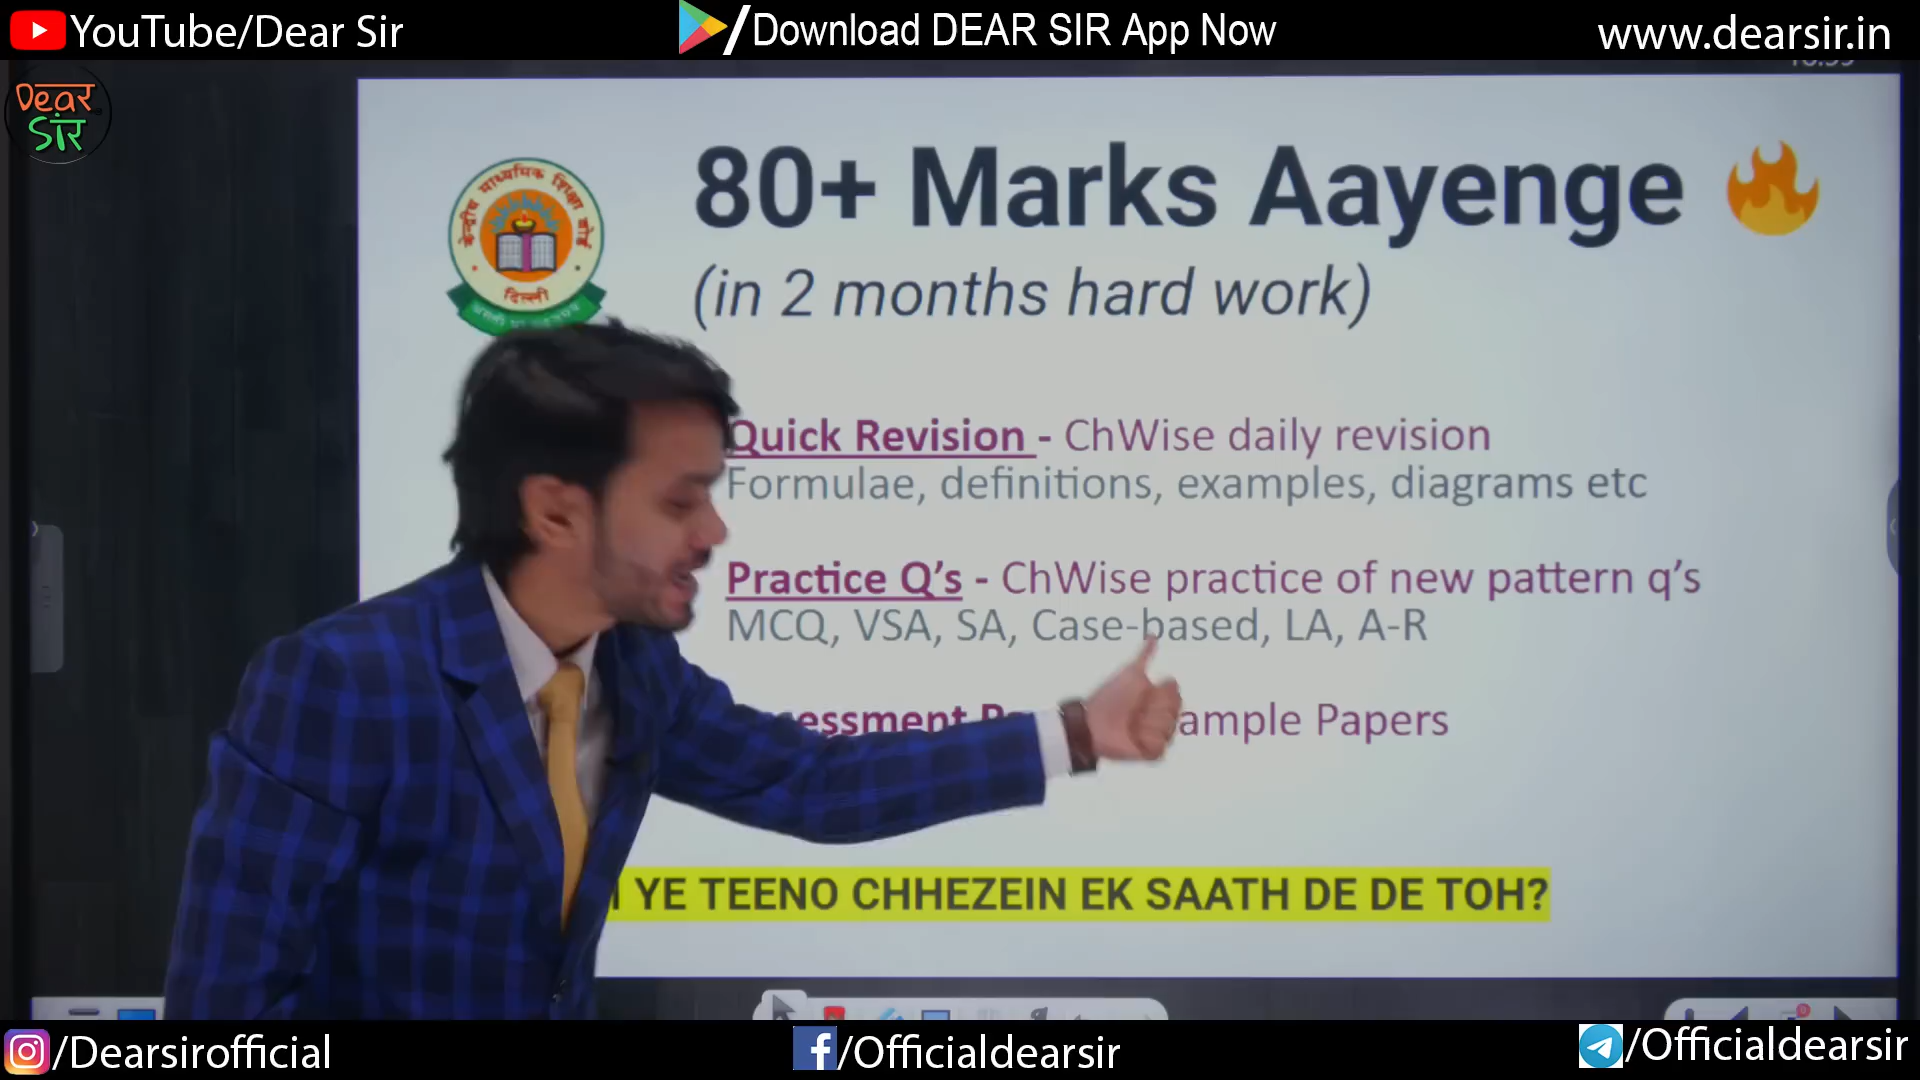 YouTube/Dear Sir
/Download DEAR SIR App Now
www.dearsir.in
Dear
Sir
केन्द्रीय माध्यमिक शिक्षा बोर्ड
दिल्ली
80+ Marks Aayenge
(in 2 months hard work)
Quick Revision - ChWise daily revision
Formulae, definitions, examples, diagrams etc
Practice Q's - ChWise practice of new pattern q's
MCQ, VSA, SA, Case-based, LA, A-R
Papers
YE TEENO CHHEZEIN EK SAATH DE DE TOH?
/Dearsirofficial
/Officialdearsir
/Officialdearsir